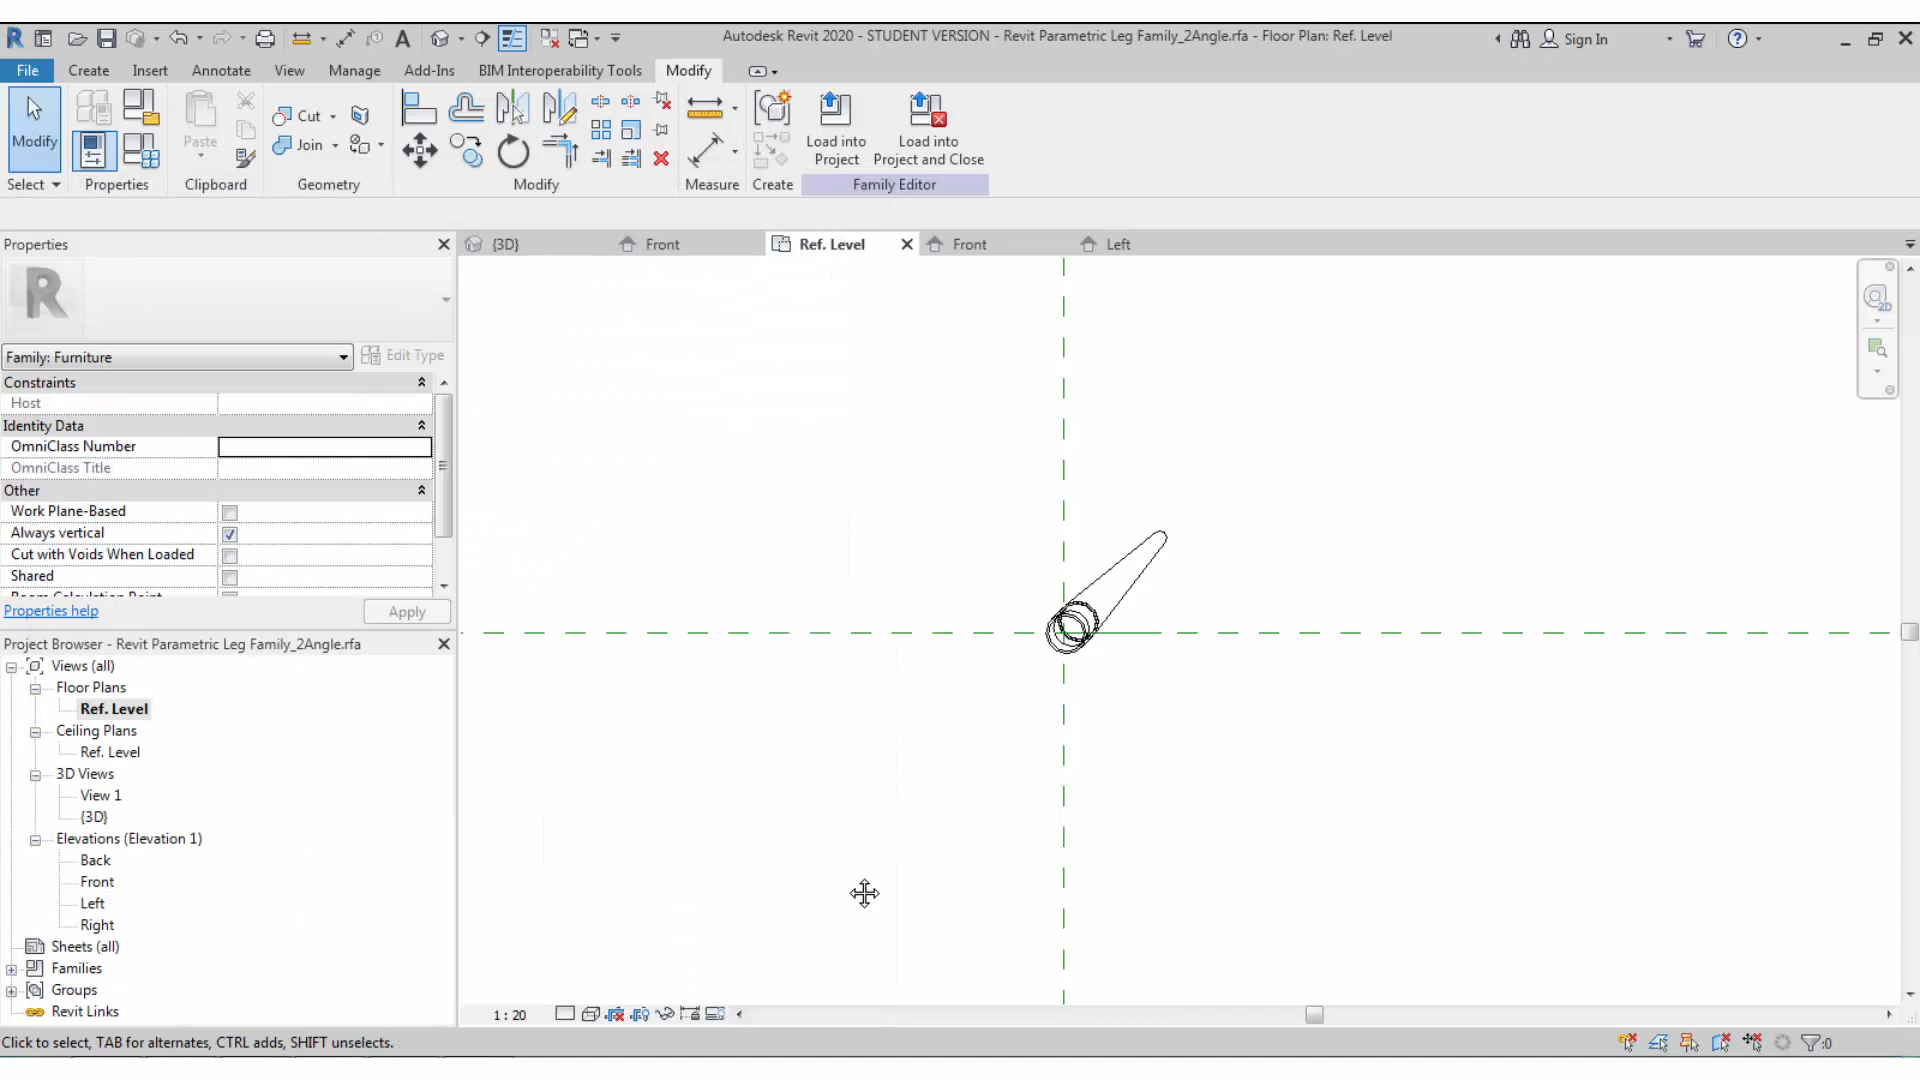 Autodesk Revit 2020 - STUDENT VERSION - Revit Parametric Leg Family_2Angle.rfa - Floor Plan: Ref. Level
Sign In
File Create Insert Annotate View Manage Add-Ins BIM Interoperability Tools Modify
Modify
Paste
Cut
Join
Load into Project
Load into Project and Close
Select Properties Clipboard Geometry Modify Measure Create Family Editor
Properties
{3D} Front Ref. Level Front Left
R
2D
Family: Furniture
Edit Type
Constraints
Host
Identity Data
OmniClass Number
OmniClass Title
Other
Work Plane-Based
Always vertical
Cut with Voids When Loaded
Shared
Properties help
Apply
Project Browser - Revit Parametric Leg Family_2Angle.rfa
Views (all)
Floor Plans
Ref. Level
Ceiling Plans
Ref. Level
3D Views
View 1
{3D}
Elevations (Elevation 1)
Back
Front
Left
Right
Sheets (all)
Families
Groups
Revit Links
1 : 20
Click to select, TAB for alternates, CTRL adds, SHIFT unselects.
:0